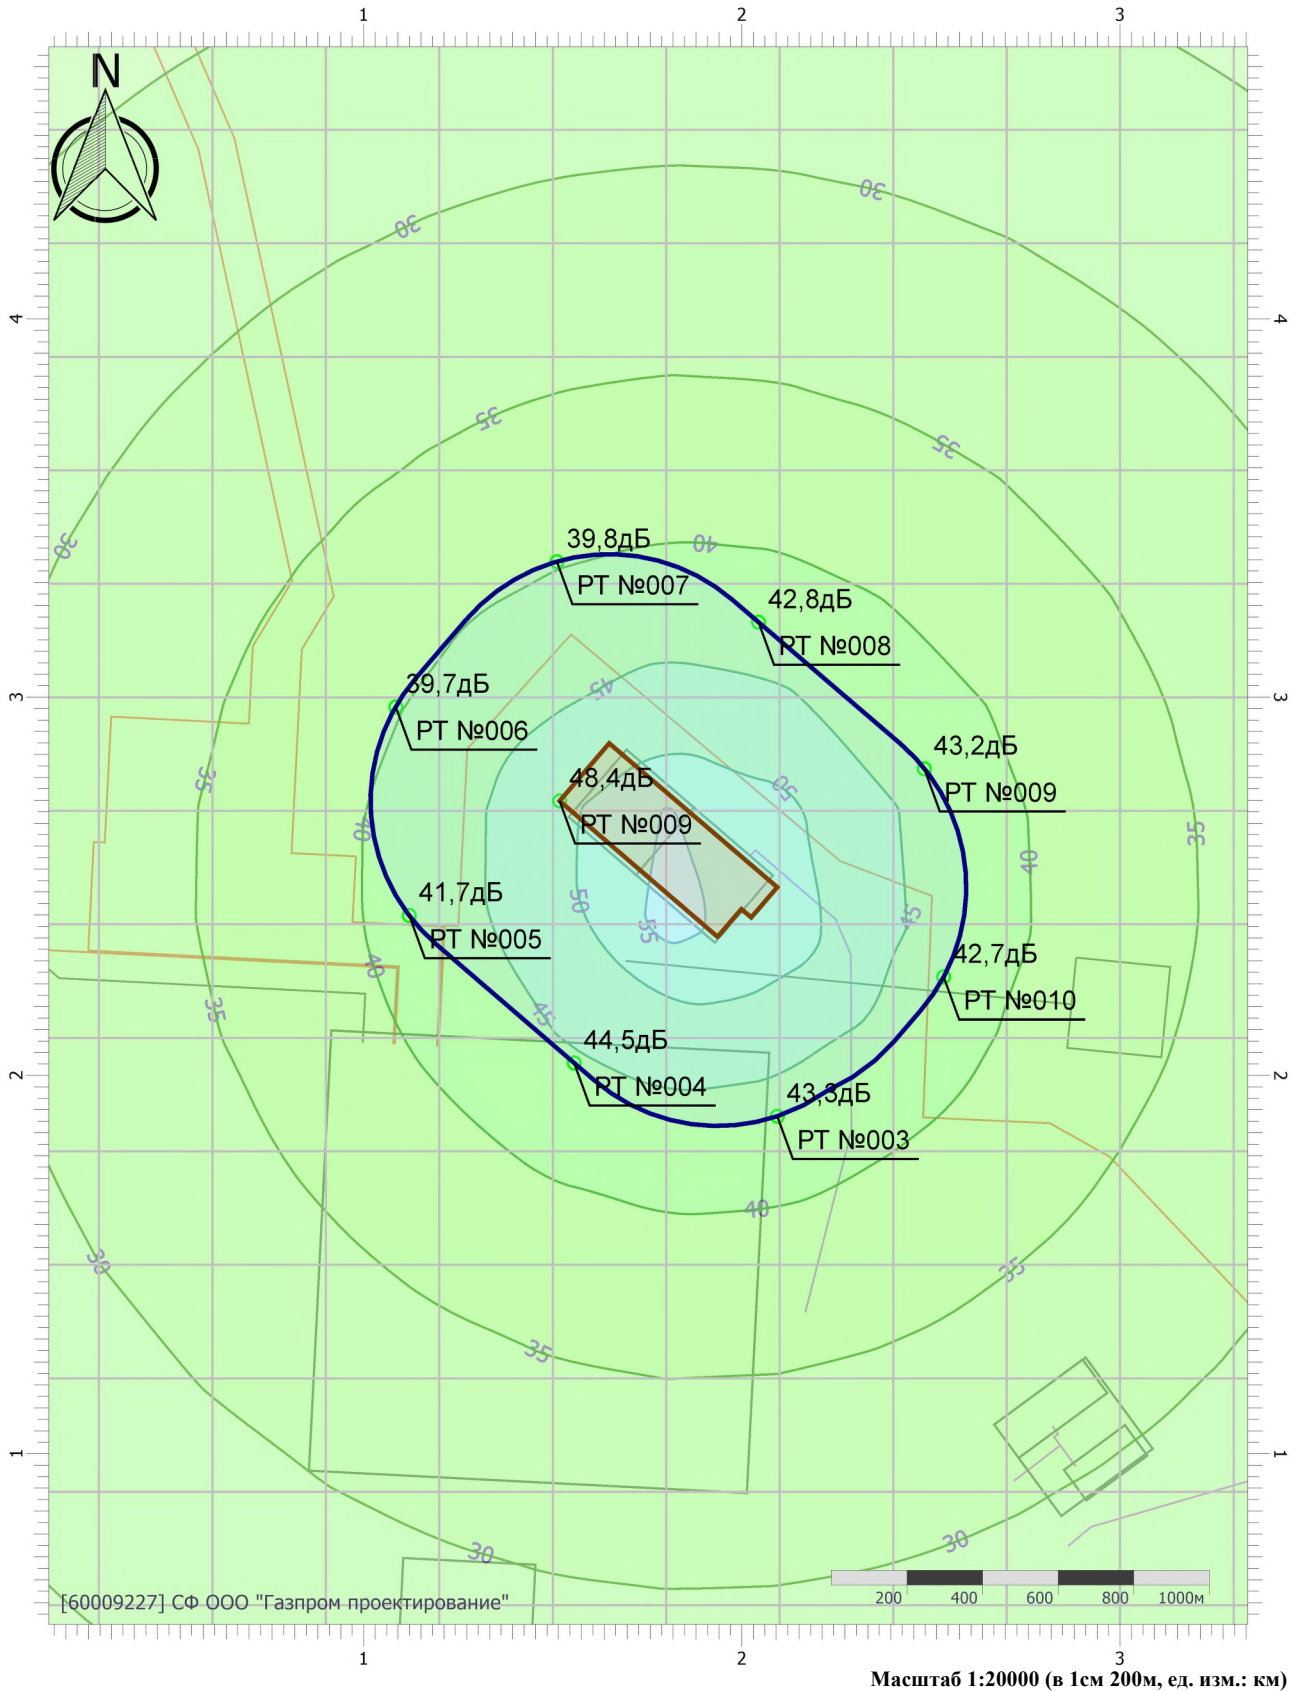 1 2 3
N
30
30
35
35
30
4 4
39,8дБ
40
РТ №007
42,8дБ
РТ №008
39,7дБ
45
3 3
РТ №006
43,2дБ
35
48,4дБ
50
РТ №009
РТ №009
40
35
40
41,7дБ
50
45
55
РТ №005
42,7дБ
40
РТ №010
35
45
44,5дБ
2 2
РТ №004
43,3дБ
РТ №003
40
30
35
35
1 1
30
30
200 400 600 800 1000м
[60009227] СФ ООО "Газпром проектирование"
1 2 3
Масштаб 1:20000 (в 1см 200м, ед. изм.: км)